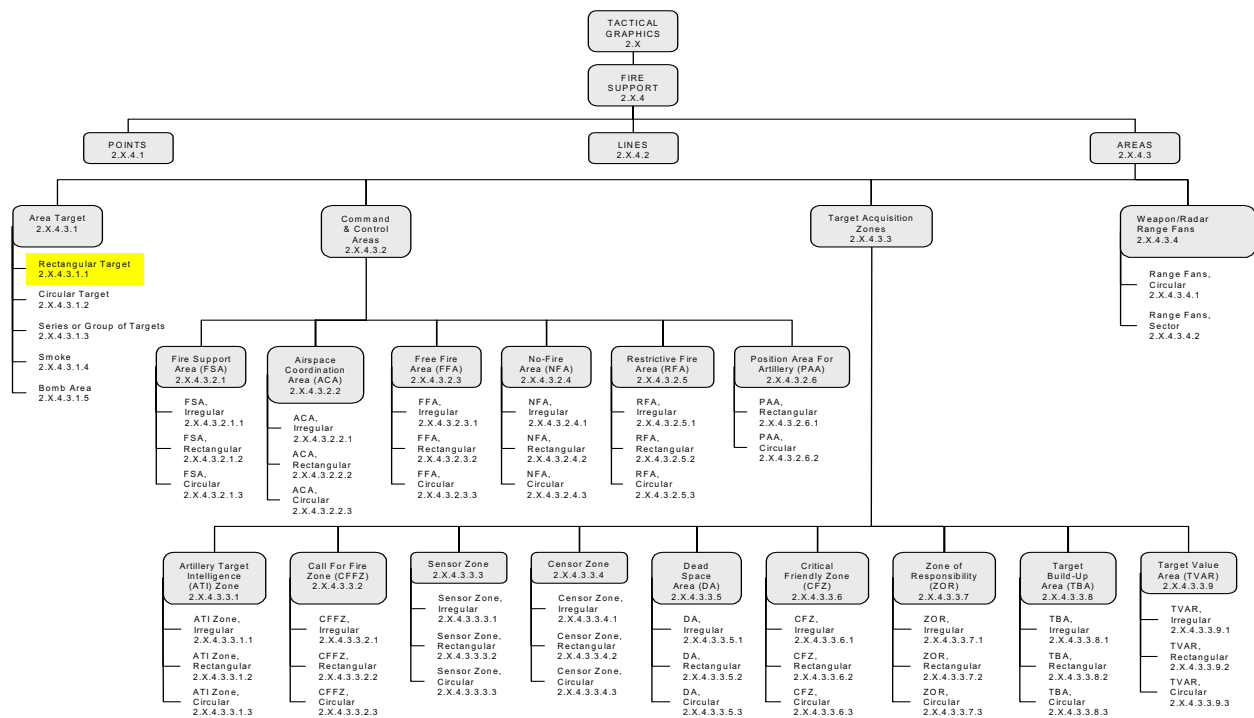 TACTICAL
GRAPHICS
2.X
FIRE
SUPPORT
2.X.4
POINTS
2.X.4.1
LINES
2.X.4.2
AREAS
2.X.4.3
Area Target
2.X.4.3.1
Command
& Control
Areas
2.X.4.3.2
Target Acquisition
Zones
2.X.4.3.3
Weapon/Radar
Range Fans
2.X.4.3.4
Rectangular Target
2.X.4.3.1.1
Circular Target
2.X.4.3.1.2
Series or Group of Targets
2.X.4.3.1.3
Smoke
2.X.4.3.1.4
Bomb Area
2.X.4.3.1.5
Range Fans,
Circular
2.X.4.3.4.1
Range Fans,
Sector
2.X.4.3.4.2
Fire Support
Area (FSA)
2.X.4.3.2.1
FSA,
Irregular
2.X.4.3.2.1.1
FSA,
Rectangular
2.X.4.3.2.1.2
FSA,
Circular
2.X.4.3.2.1.3
Airspace
Coordination
Area (ACA)
2.X.4.3.2.2
ACA,
Irregular
2.X.4.3.2.2.1
ACA,
Rectangular
2.X.4.3.2.2.2
ACA,
Circular
2.X.4.3.2.2.3
Free Fire
Area (FFA)
2.X.4.3.2.3
FFA,
Irregular
2.X.4.3.2.3.1
FFA,
Rectangular
2.X.4.3.2.3.2
FFA,
Circular
2.X.4.3.2.3.3
No-Fire
Area (NFA)
2.X.4.3.2.4
NFA,
Irregular
2.X.4.3.2.4.1
NFA,
Rectangular
2.X.4.3.2.4.2
NFA,
Circular
2.X.4.3.2.4.3
Restrictive Fire
Area (RFA)
2.X.4.3.2.5
RFA,
Irregular
2.X.4.3.2.5.1
RFA,
Rectangular
2.X.4.3.2.5.2
RFA,
Circular
2.X.4.3.2.5.3
Position Area For
Artillery (PAA)
2.X.4.3.2.6
PAA,
Rectangular
2.X.4.3.2.6.1
PAA,
Circular
2.X.4.3.2.6.2
Artillery Target
Intelligence
(ATI) Zone
2.X.4.3.3.1
ATI Zone,
Irregular
2.X.4.3.3.1.1
ATI Zone,
Rectangular
2.X.4.3.3.1.2
ATI Zone,
Circular
2.X.4.3.3.1.3
Call For Fire
Zone (CFFZ)
2.X.4.3.3.2
CFFZ,
Irregular
2.X.4.3.3.2.1
CFFZ,
Rectangular
2.X.4.3.3.2.2
CFFZ,
Circular
2.X.4.3.3.2.3
Sensor Zone
2.X.4.3.3.3
Sensor Zone,
Irregular
2.X.4.3.3.3.1
Sensor Zone,
Rectangular
2.X.4.3.3.3.2
Sensor Zone,
Circular
2.X.4.3.3.3.3
Censor Zone
2.X.4.3.3.4
Censor Zone,
Irregular
2.X.4.3.3.4.1
Censor Zone,
Rectangular
2.X.4.3.3.4.2
Censor Zone,
Circular
2.X.4.3.3.4.3
Dead
Space
Area (DA)
2.X.4.3.3.5
DA,
Irregular
2.X.4.3.3.5.1
DA,
Rectangular
2.X.4.3.3.5.2
DA,
Circular
2.X.4.3.3.5.3
Critical
Friendly Zone
(CFZ)
2.X.4.3.3.6
CFZ,
Irregular
2.X.4.3.3.6.1
CFZ,
Rectangular
2.X.4.3.3.6.2
CFZ,
Circular
2.X.4.3.3.6.3
Zone of
Responsibility
(ZOR)
2.X.4.3.3.7
ZOR,
Irregular
2.X.4.3.3.7.1
ZOR,
Rectangular
2.X.4.3.3.7.2
ZOR,
Circular
2.X.4.3.3.7.3
Target
Build-Up
Area (TBA)
2.X.4.3.3.8
TBA,
Irregular
2.X.4.3.3.8.1
TBA,
Rectangular
2.X.4.3.3.8.2
TBA,
Circular
2.X.4.3.3.8.3
Target Value
Area (TVAR)
2.X.4.3.3.9
TVAR,
Irregular
2.X.4.3.3.9.1
TVAR,
Rectangular
2.X.4.3.3.9.2
TVAR,
Circular
2.X.4.3.3.9.3